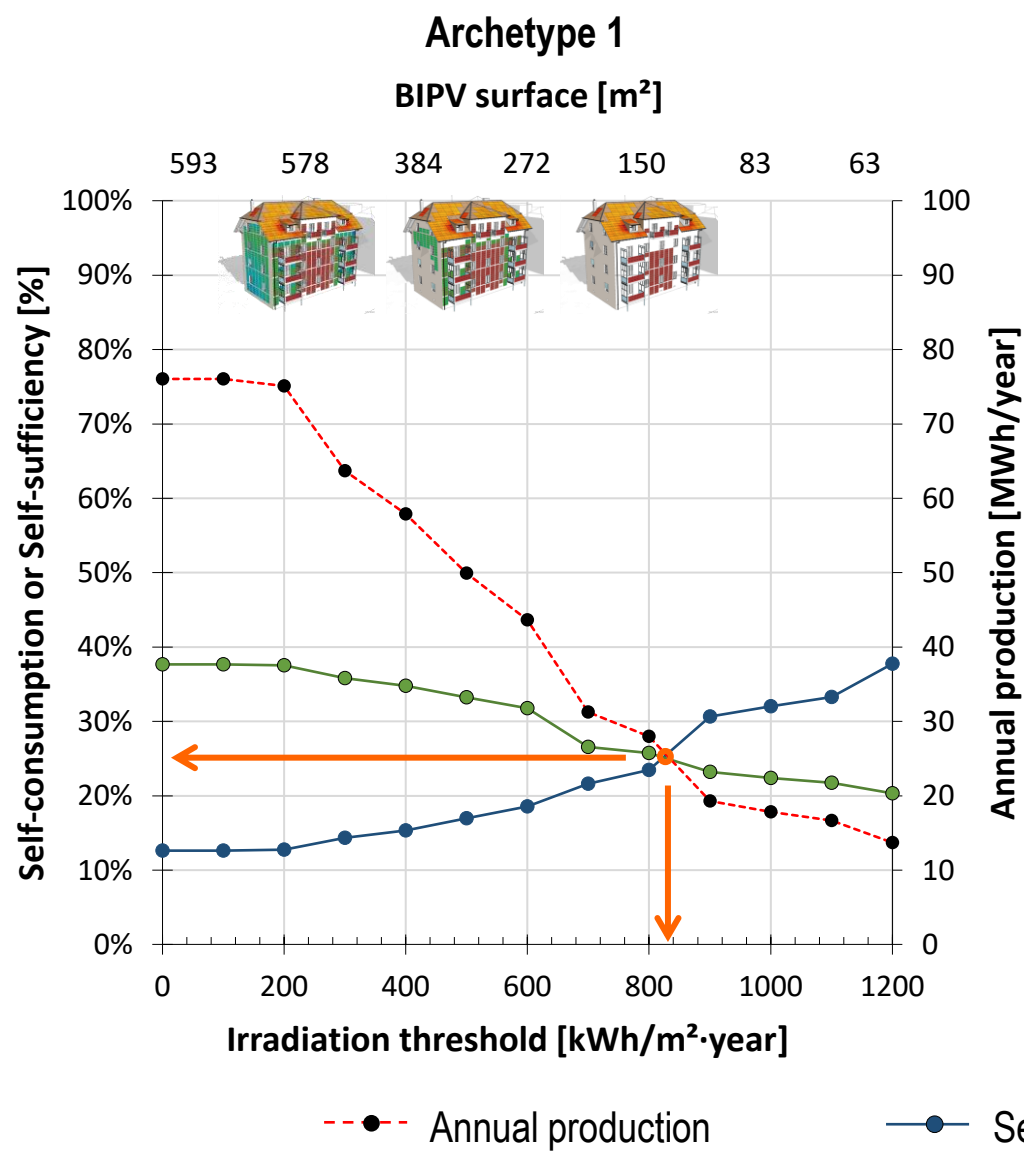 Archetype 1
BIPV surface [m²]
593 578 384 272 150 83 63
100% 100
90% 90
80% 80
70% 70
60% 60
50% 50
40% 40
30% 30
20% 20
10% 10
0% 0
Self-consumption or Self-sufficiency [%]
Annual production [MWh/year]
0 200 400 600 800 1000 1200
Irradiation threshold [kWh/m²·year]
Annual production Se